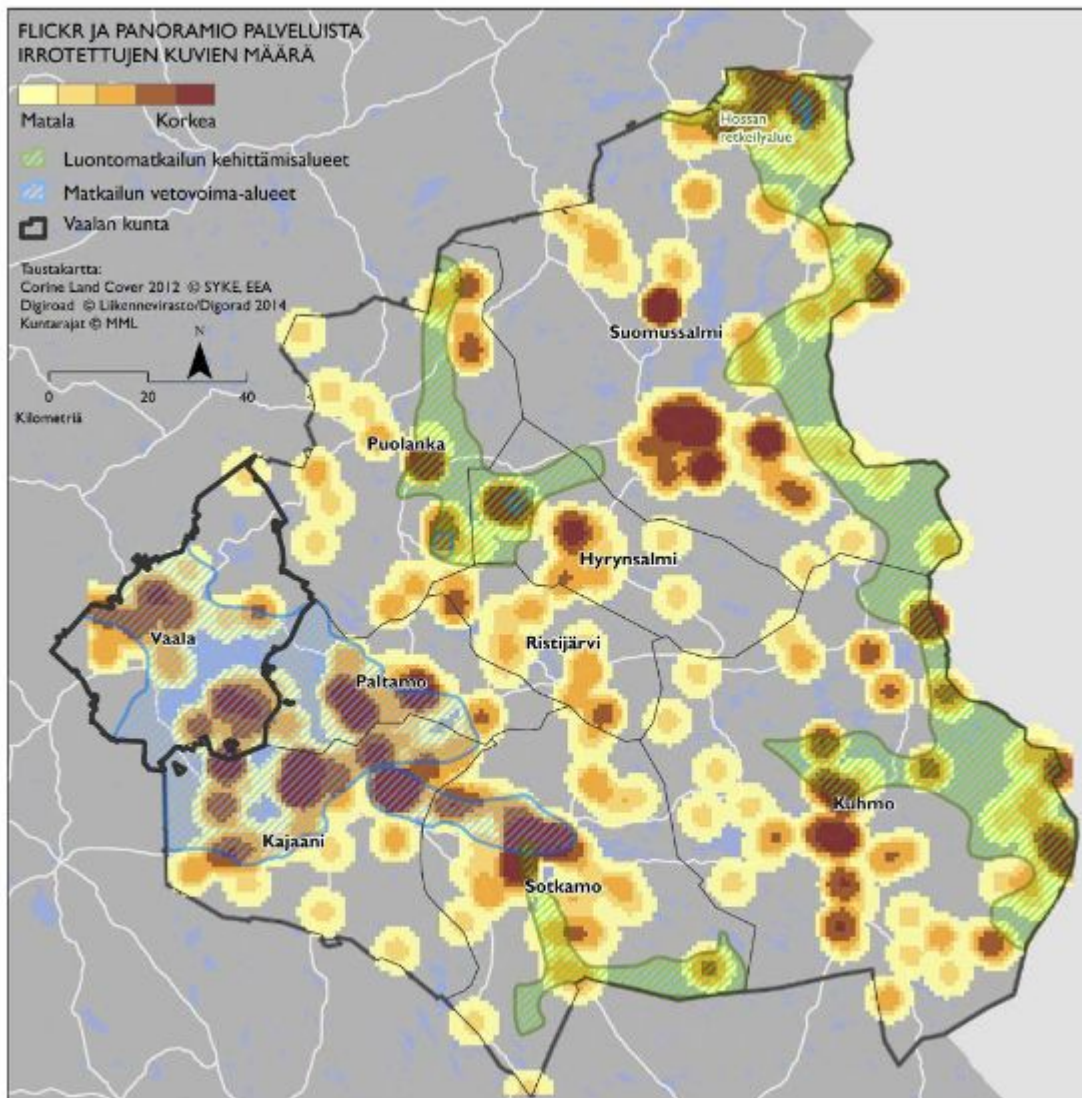 FLICKR JA PANORAMIO PALVELUISTA
IRROTETTUJEN KUVIEN MÄÄRÄ
Matala Korkea
Luontomatkailun kehittämisalueet
Matkailun vetovoima-alueet
Vaalan kunta
Taustakartta:
Corine Land Cover 2012 © SYKE, EEA
Digiroad © Liikennevirasto/Digorad 2014
Kuntarajat © MML
N
0 20 40
Kilometriä
Hossan
retkeilyalue
Suomussalmi
Puolanka
Hyrynsalmi
Ristijärvi
Vaala
Paltamo
Kuhmo
Kajaani
Sotkamo